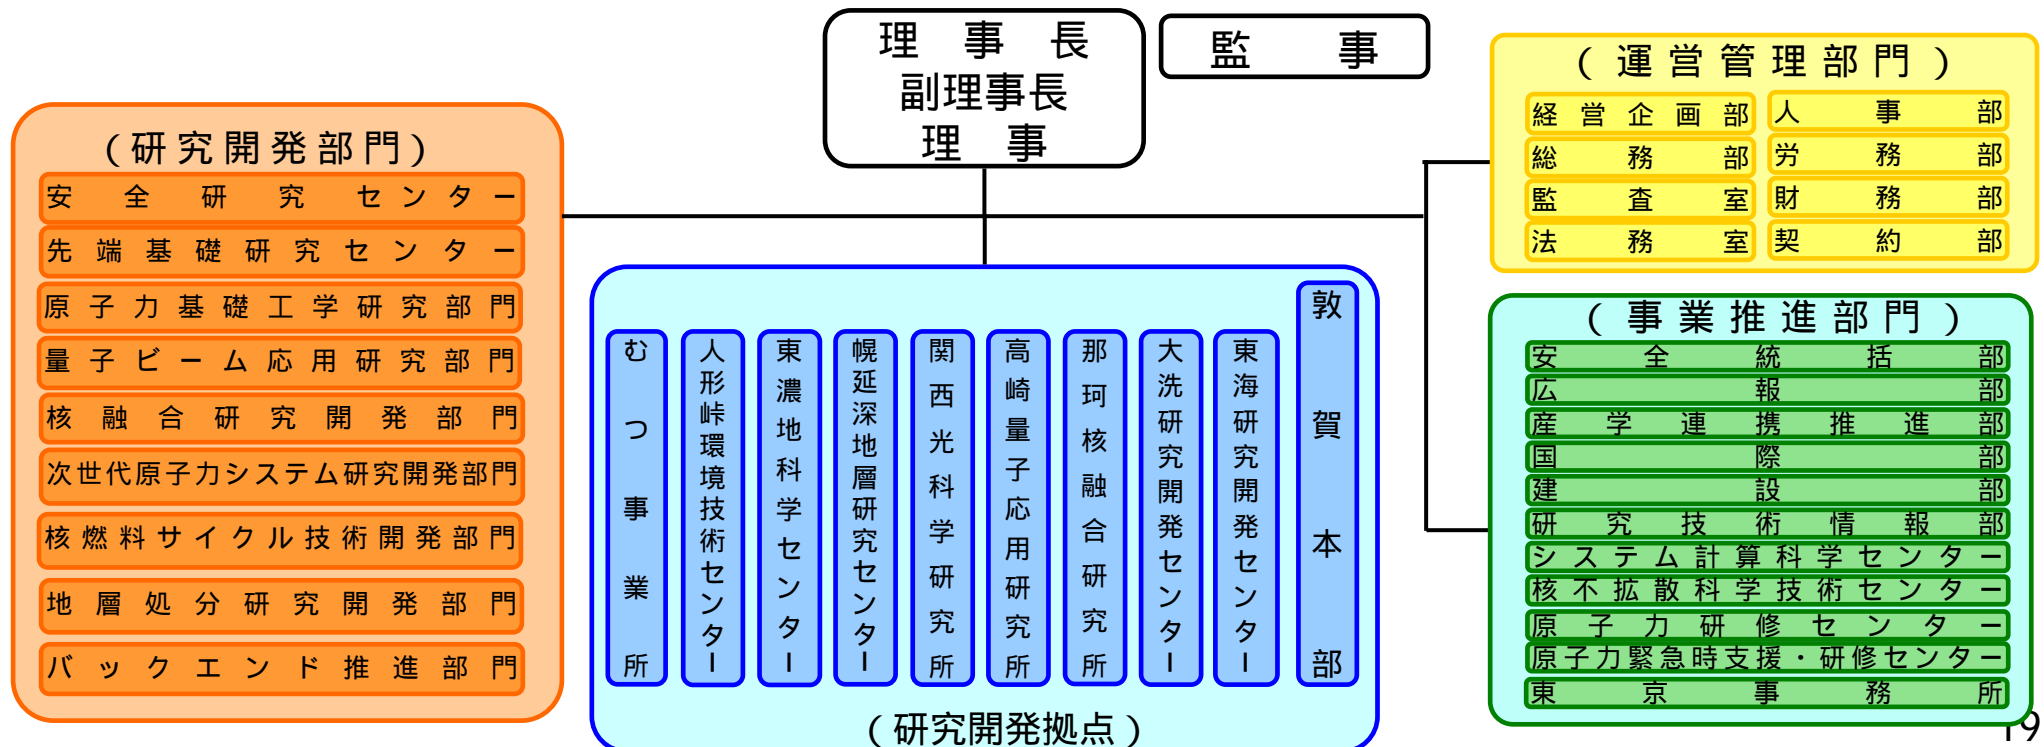 理事長
副理事長
理事
監事
(研究開発部門)
安全研究センター
先端基礎研究センター
原子力基礎工学研究部門
量子ビーム応用研究部門
核融合研究開発部門
次世代原子力システム研究開発部門
核燃料サイクル技術開発部門
地層処分研究開発部門
バックエンド推進部門
敦賀本部
東海研究開発センター
大洗研究開発センター
那珂核融合研究所
高崎量子応用研究所
関西光科学研究所
幌延深地層研究センター
東濃地科学センター
人形峠環境技術センター
むつ事業所
(研究開発拠点)
(運営管理部門)
経営企画部
総務部
監査室
法務室
人事部
労務部
財務部
契約部
(事業推進部門)
安全統括部
広報部
産学連携推進部
国際部
建設部
研究技術情報部
システム計算科学センター
核不拡散科学技術センター
原子力研修センター
原子力緊急時支援・研修センター
東京事務所
19